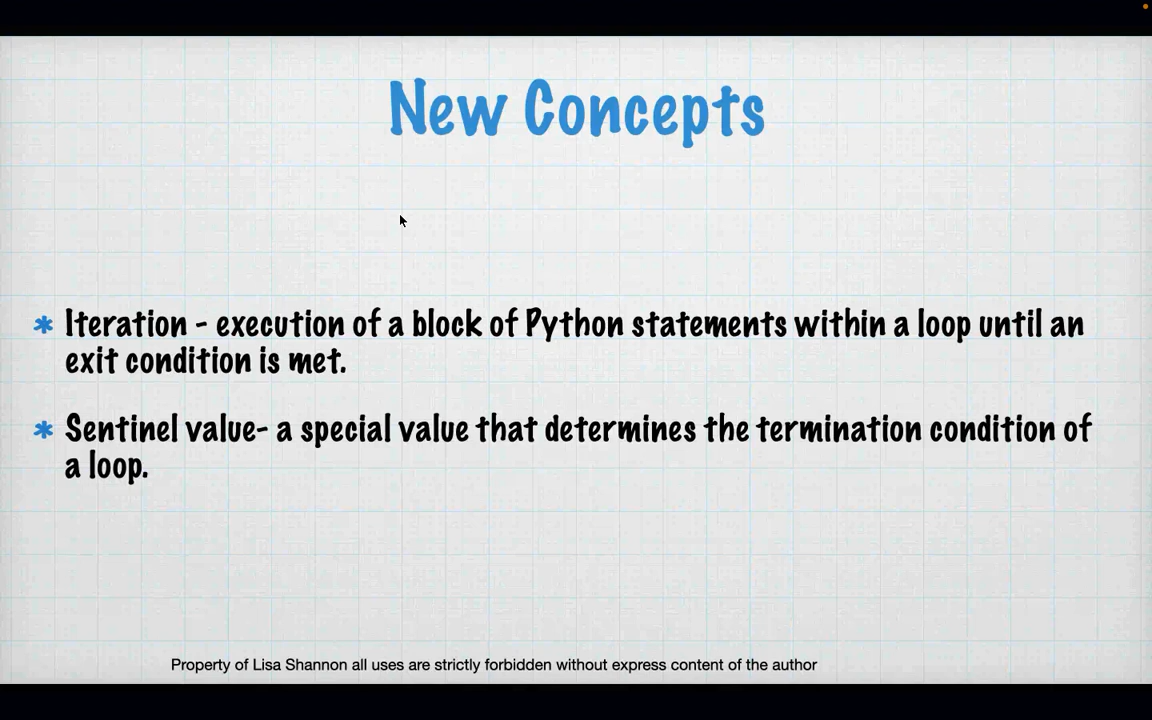 New Concepts
* Iteration - execution of a block of Python statements within a loop until an
exit condition is met.
* Sentinel value- a special value that determines the termination condition of
a loop.
Property of Lisa Shannon all uses are strictly forbidden without express content of the author